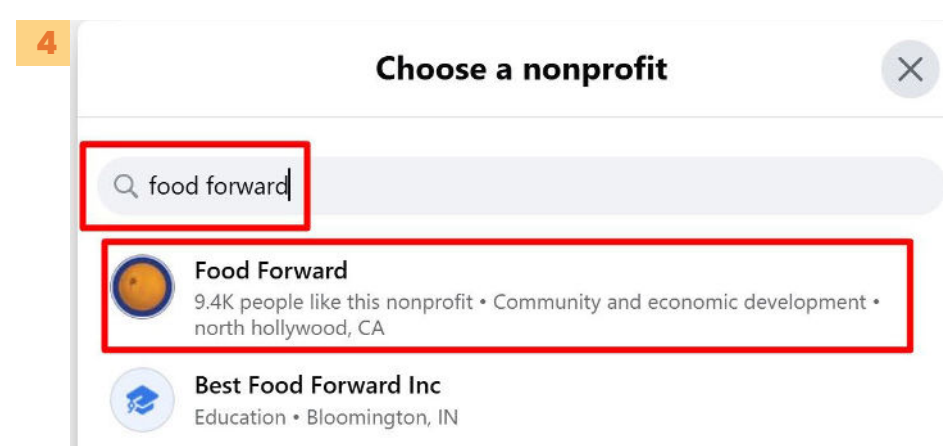 4
Choose a nonprofit
food forward
Food Forward
9.4K people like this nonprofit • Community and economic development •
north hollywood, CA
Best Food Forward Inc
Education • Bloomington, IN